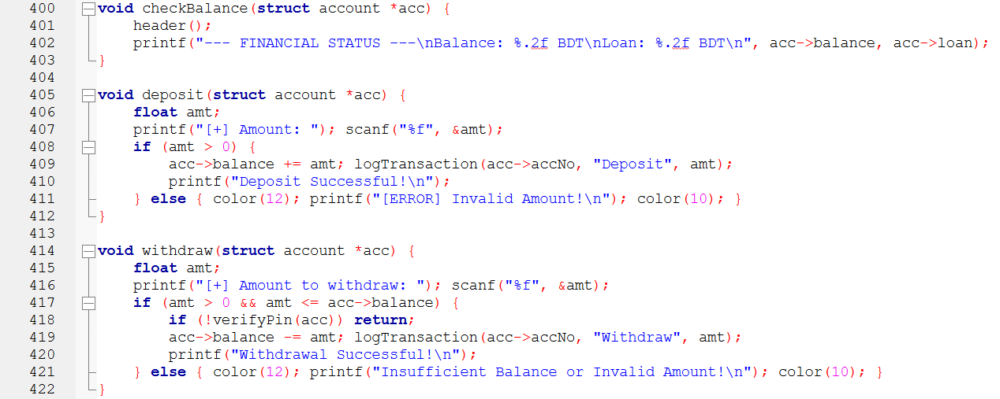 400 void checkBalance(struct account *acc) {
401     header();
402     printf("--- FINANCIAL STATUS ---\nBalance: %.2f BDT\nLoan: %.2f BDT\n", acc->balance, acc->loan);
403 }
404
405 void deposit(struct account *acc) {
406     float amt;
407     printf("[+] Amount: "); scanf("%f", &amt);
408     if (amt > 0) {
409         acc->balance += amt; logTransaction(acc->accNo, "Deposit", amt);
410         printf("Deposit Successful!\n");
411     } else { color(12); printf("[ERROR] Invalid Amount!\n"); color(10); }
412 }
413
414 void withdraw(struct account *acc) {
415     float amt;
416     printf("[+] Amount to withdraw: "); scanf("%f", &amt);
417     if (amt > 0 && amt <= acc->balance) {
418         if (!verifyPin(acc)) return;
419         acc->balance -= amt; logTransaction(acc->accNo, "Withdraw", amt);
420         printf("Withdrawal Successful!\n");
421     } else { color(12); printf("Insufficient Balance or Invalid Amount!\n"); color(10); }
422 }